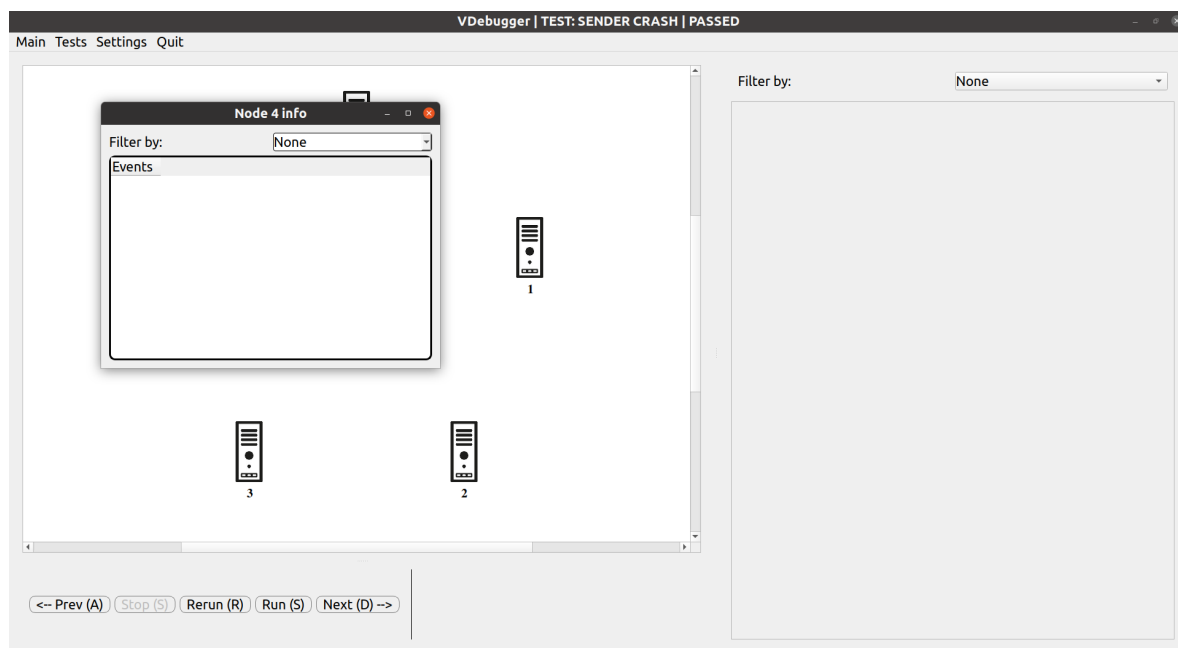 VDebugger | TEST: SENDER CRASH | PASSED
Main Tests Settings Quit
Filter by: None
Node 4 info
Filter by: None
Events
1
3
2
<-- Prev (A) Stop (S) Rerun (R) Run (S) Next (D) -->